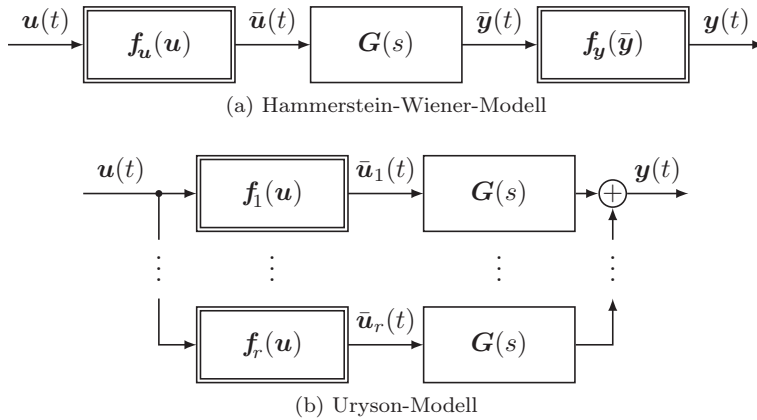 u(t) f_u(u) ū(t) G(s) ȳ(t) f_y(ȳ) y(t)
(a) Hammerstein-Wiener-Modell
u(t) f_1(u) ū_1(t) G(s) + y(t)
⋮ ⋮ ⋮ ⋮
f_r(u) ū_r(t) G(s)
(b) Uryson-Modell